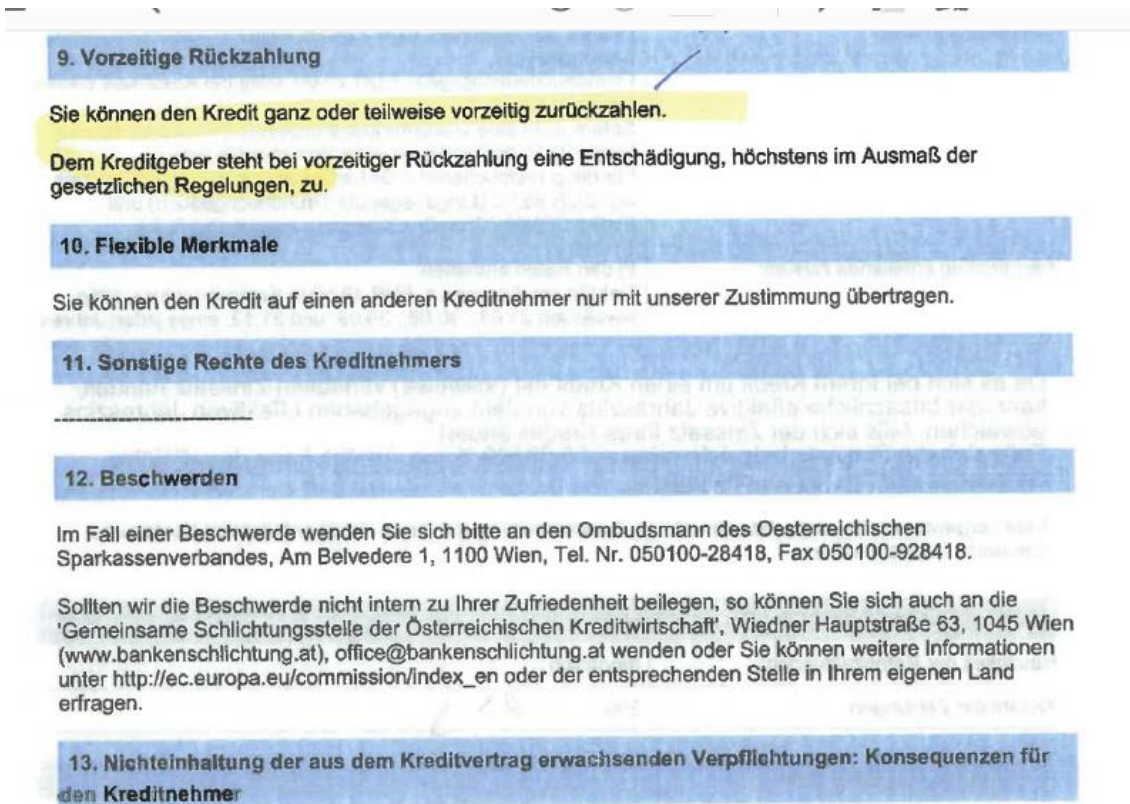 9. Vorzeitige Rückzahlung
Sie können den Kredit ganz oder teilweise vorzeitig zurückzahlen.
Dem Kreditgeber steht bei vorzeitiger Rückzahlung eine Entschädigung, höchstens im Ausmaß der
gesetzlichen Regelungen, zu.
10. Flexible Merkmale
Sie können den Kredit auf einen anderen Kreditnehmer nur mit unserer Zustimmung übertragen.
11. Sonstige Rechte des Kreditnehmers
12. Beschwerden
Im Fall einer Beschwerde wenden Sie sich bitte an den Ombudsmann des Oesterreichischen
Sparkassenverbandes, Am Belvedere 1, 1100 Wien, Tel. Nr. 050100-28418, Fax 050100-928418.
Sollten wir die Beschwerde nicht intern zu Ihrer Zufriedenheit beilegen, so können Sie sich auch an die
'Gemeinsame Schlichtungsstelle der Österreichischen Kreditwirtschaft', Wiedner Hauptstraße 63, 1045 Wien
(www.bankenschlichtung.at), office@bankenschlichtung.at wenden oder Sie können weitere Informationen
unter http://ec.europa.eu/commission/index_en oder der entsprechenden Stelle in Ihrem eigenen Land
erfragen.
13. Nichteinhaltung der aus dem Kreditvertrag erwachsenden Verpflichtungen: Konsequenzen für
den Kreditnehmer